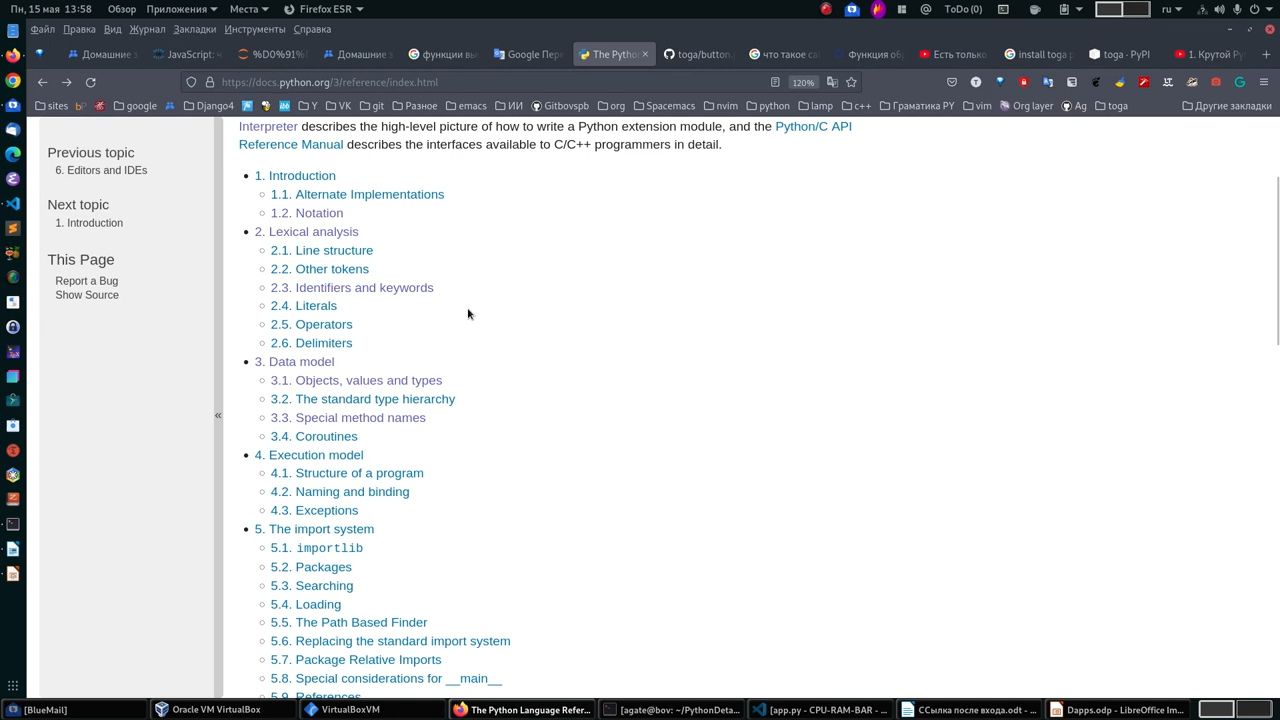 Пн, 15 мая 13:58 Обзор Приложения Места Firefox ESR ToDo(0) ru
Файл Правка Вид Журнал Закладки Инструменты Справка
Домашние з JavaScript: ч %D0%91% Домашние з функции вы Google Пере The Pytho toga/button. что такое са Функция об Есть только install toga p toga · PyPI 1. Крутой Py
https://docs.python.org/3/reference/index.html 120%
sites google Django4 Y VK git Разное emacs ИИ Gitbovspb org Spacemacs nvim python lamp c++ Граматика PY vim Org layer Ag toga Другие закладки
Interpreter describes the high-level picture of how to write a Python extension module, and the Python/C API
Reference Manual describes the interfaces available to C/C++ programmers in detail.
Previous topic
6. Editors and IDEs
Next topic
1. Introduction
This Page
Report a Bug
Show Source
«
1. Introduction
1.1. Alternate Implementations
1.2. Notation
2. Lexical analysis
2.1. Line structure
2.2. Other tokens
2.3. Identifiers and keywords
2.4. Literals
2.5. Operators
2.6. Delimiters
3. Data model
3.1. Objects, values and types
3.2. The standard type hierarchy
3.3. Special method names
3.4. Coroutines
4. Execution model
4.1. Structure of a program
4.2. Naming and binding
4.3. Exceptions
5. The import system
5.1. importlib
5.2. Packages
5.3. Searching
5.4. Loading
5.5. The Path Based Finder
5.6. Replacing the standard import system
5.7. Package Relative Imports
5.8. Special considerations for __main__
5.9. References
[BlueMail] Oracle VM VirtualBox VirtualBoxVM The Python Language Refer... [agate@bov: ~/PythonDeta... [app.py - CPU-RAM-BAR - ... [ССылка после входа.odt - ... [Dapps.odp - LibreOffice Im...